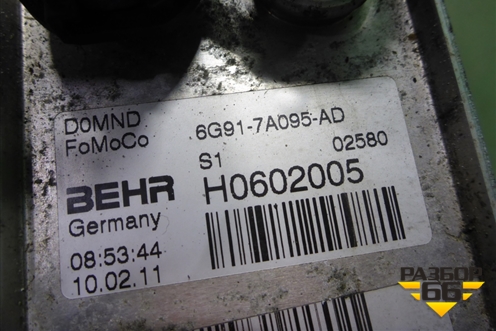 D0MND
6G91-7A095-AD
FoMoCo
S1
02580
BEHR
H0602005
Germany
08:53:44
10.02.11
РАЗБОР
66